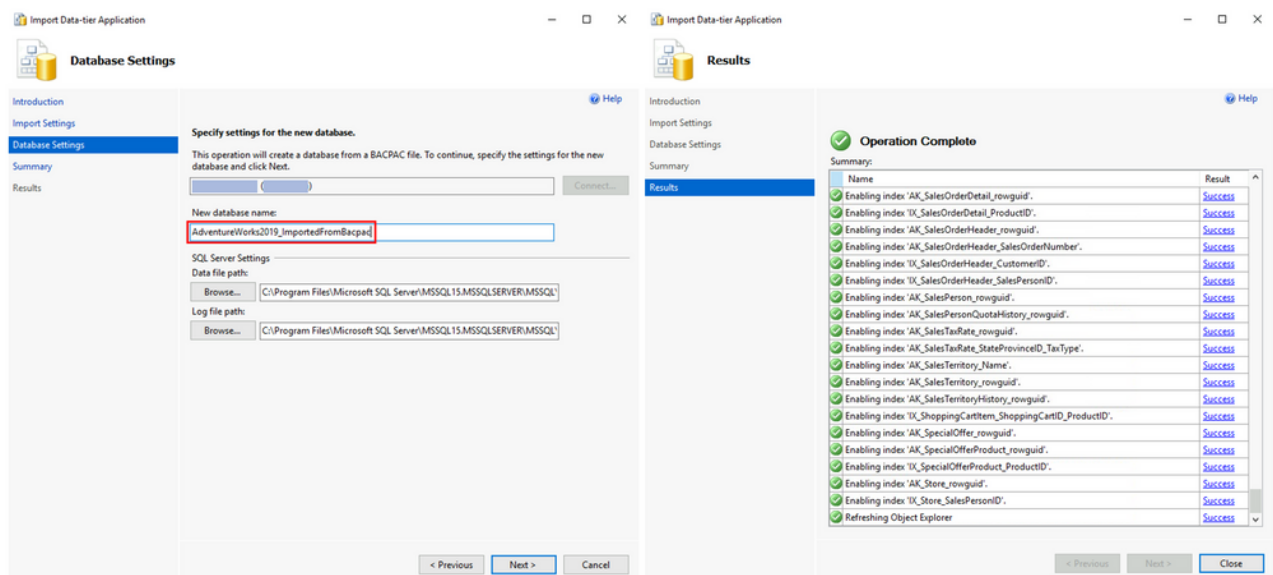 Import Data-tier Application
Database Settings
Help
Introduction
Import Settings
Database Settings
Summary
Results
Specify settings for the new database.
This operation will create a database from a BACPAC file. To continue, specify the settings for the new
database and click Next.
( )
Connect...
New database name:
AdventureWorks2019_ImportedFromBacpac
SQL Server Settings
Data file path:
Browse... C:\Program Files\Microsoft SQL Server\MSSQL15.MSSQLSERVER\MSSQL\
Log file path:
Browse... C:\Program Files\Microsoft SQL Server\MSSQL15.MSSQLSERVER\MSSQL\
< Previous Next > Cancel
Import Data-tier Application
Results
Help
Introduction
Import Settings
Database Settings
Summary
Results
Operation Complete
Summary:
Name Result
Enabling index 'AK_SalesOrderDetail_rowguid'. Success
Enabling index 'IX_SalesOrderDetail_ProductID'. Success
Enabling index 'AK_SalesOrderHeader_rowguid'. Success
Enabling index 'AK_SalesOrderHeader_SalesOrderNumber'. Success
Enabling index 'IX_SalesOrderHeader_CustomerID'. Success
Enabling index 'IX_SalesOrderHeader_SalesPersonID'. Success
Enabling index 'AK_SalesPerson_rowguid'. Success
Enabling index 'AK_SalesPersonQuotaHistory_rowguid'. Success
Enabling index 'AK_SalesTaxRate_rowguid'. Success
Enabling index 'AK_SalesTaxRate_StateProvinceID_TaxType'. Success
Enabling index 'AK_SalesTerritory_Name'. Success
Enabling index 'AK_SalesTerritory_rowguid'. Success
Enabling index 'AK_SalesTerritoryHistory_rowguid'. Success
Enabling index 'IX_ShoppingCartItem_ShoppingCartID_ProductID'. Success
Enabling index 'AK_SpecialOffer_rowguid'. Success
Enabling index 'AK_SpecialOfferProduct_rowguid'. Success
Enabling index 'IX_SpecialOfferProduct_ProductID'. Success
Enabling index 'AK_Store_rowguid'. Success
Enabling index 'IX_Store_SalesPersonID'. Success
Refreshing Object Explorer Success
< Previous Next > Close